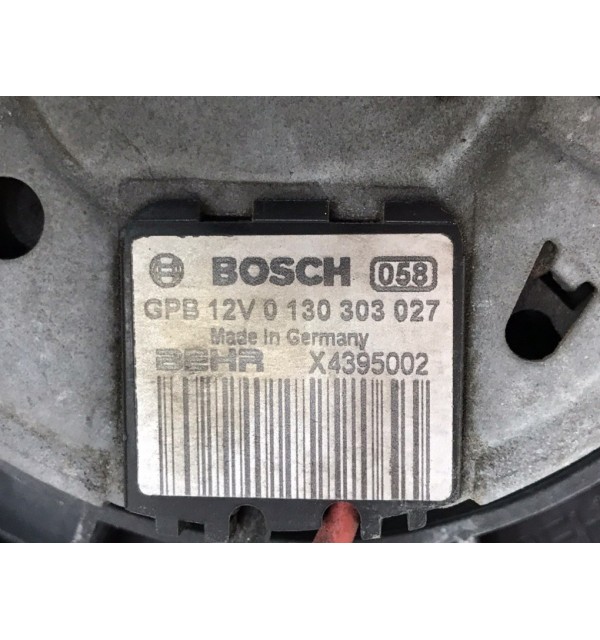 BOSCH 058
GPB 12V 0 130 303 027
Made in Germany
BEHR X4395002